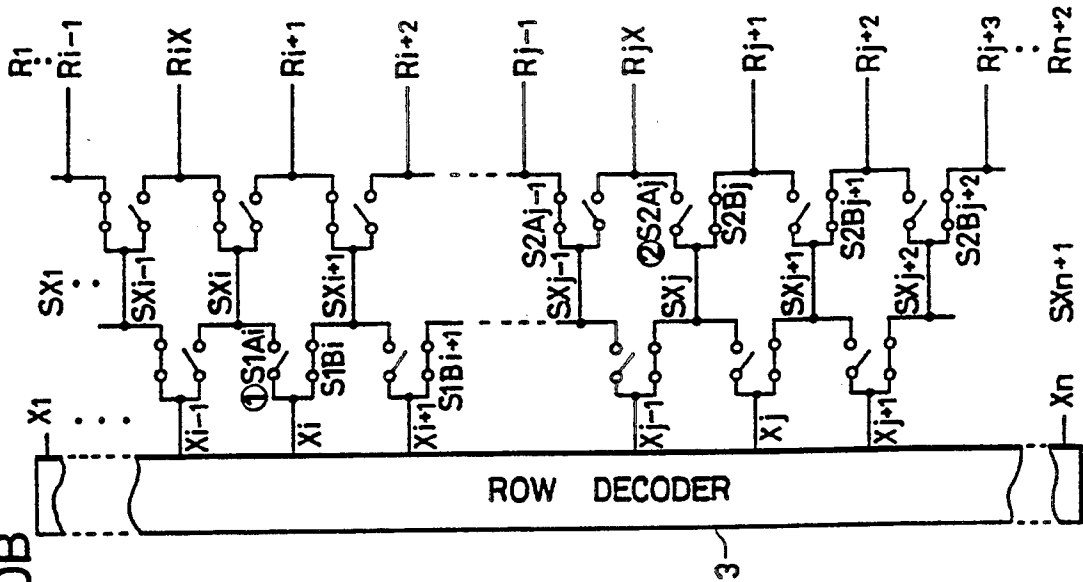 R1
Ri-1
RiX
Ri+1
Ri+2
Rj-1
RjX
Rj+1
Rj+2
Rj+3
Rn+2
SX1
SXi-1
SXi
SXi+1
S2Aj-1
SXj-1
②S2Aj
SXj
S2Bj
SXj+1
S2Bj+1
SXj+2
S2Bj+2
SXn+1
X1
Xi-1
①S1Ai
Xi
S1Bi
Xi+1
S1Bi+1
Xj-1
Xj
Xj+1
Xn
ROW DECODER
3